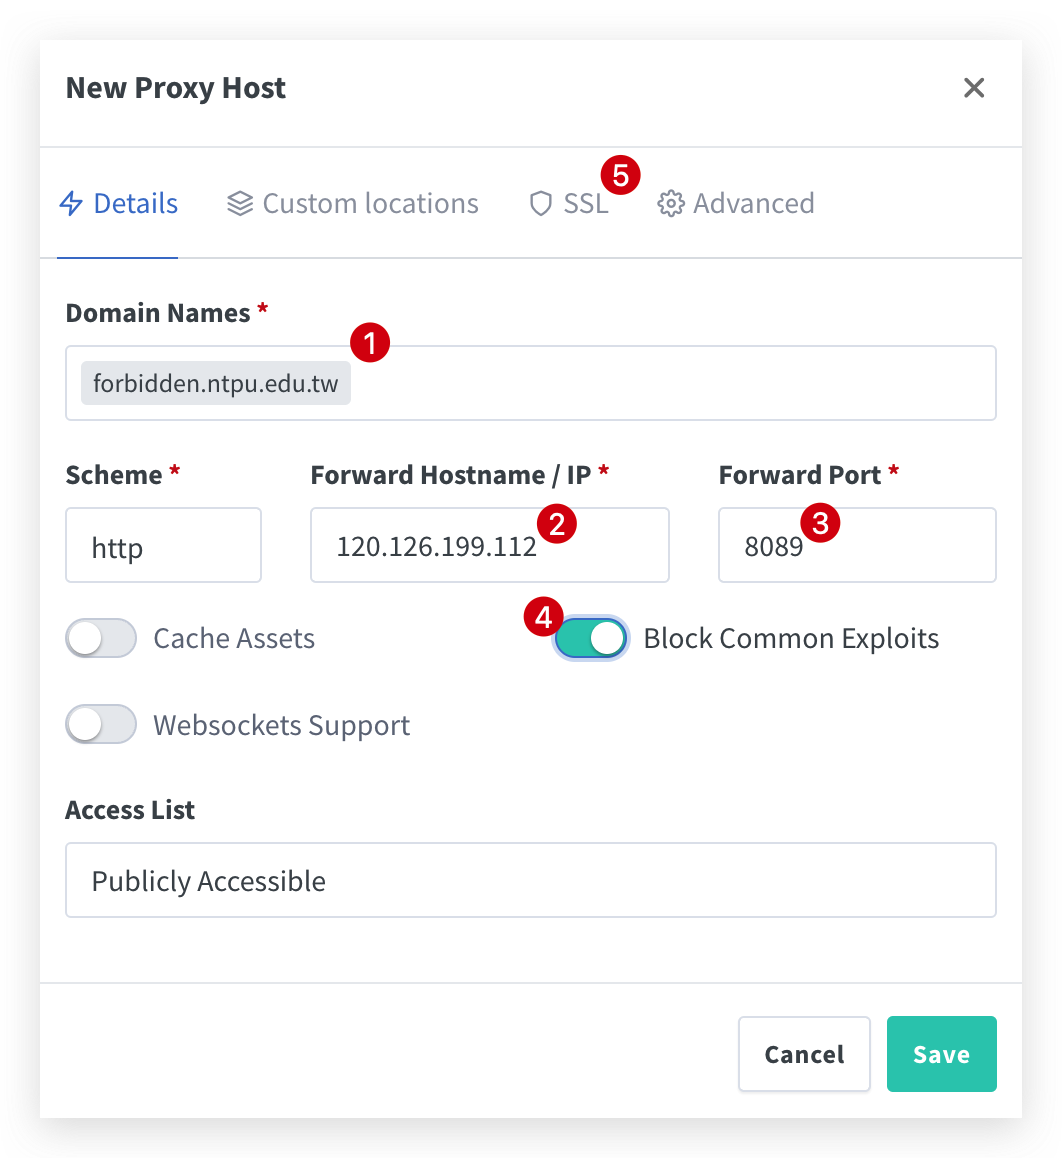 New Proxy Host
Details Custom locations SSL 5 Advanced
Domain Names *
1
forbidden.ntpu.edu.tw
Scheme * Forward Hostname / IP * Forward Port *
http 120.126.199.112 2 8089 3
Cache Assets 4 Block Common Exploits
Websockets Support
Access List
Publicly Accessible
Cancel Save